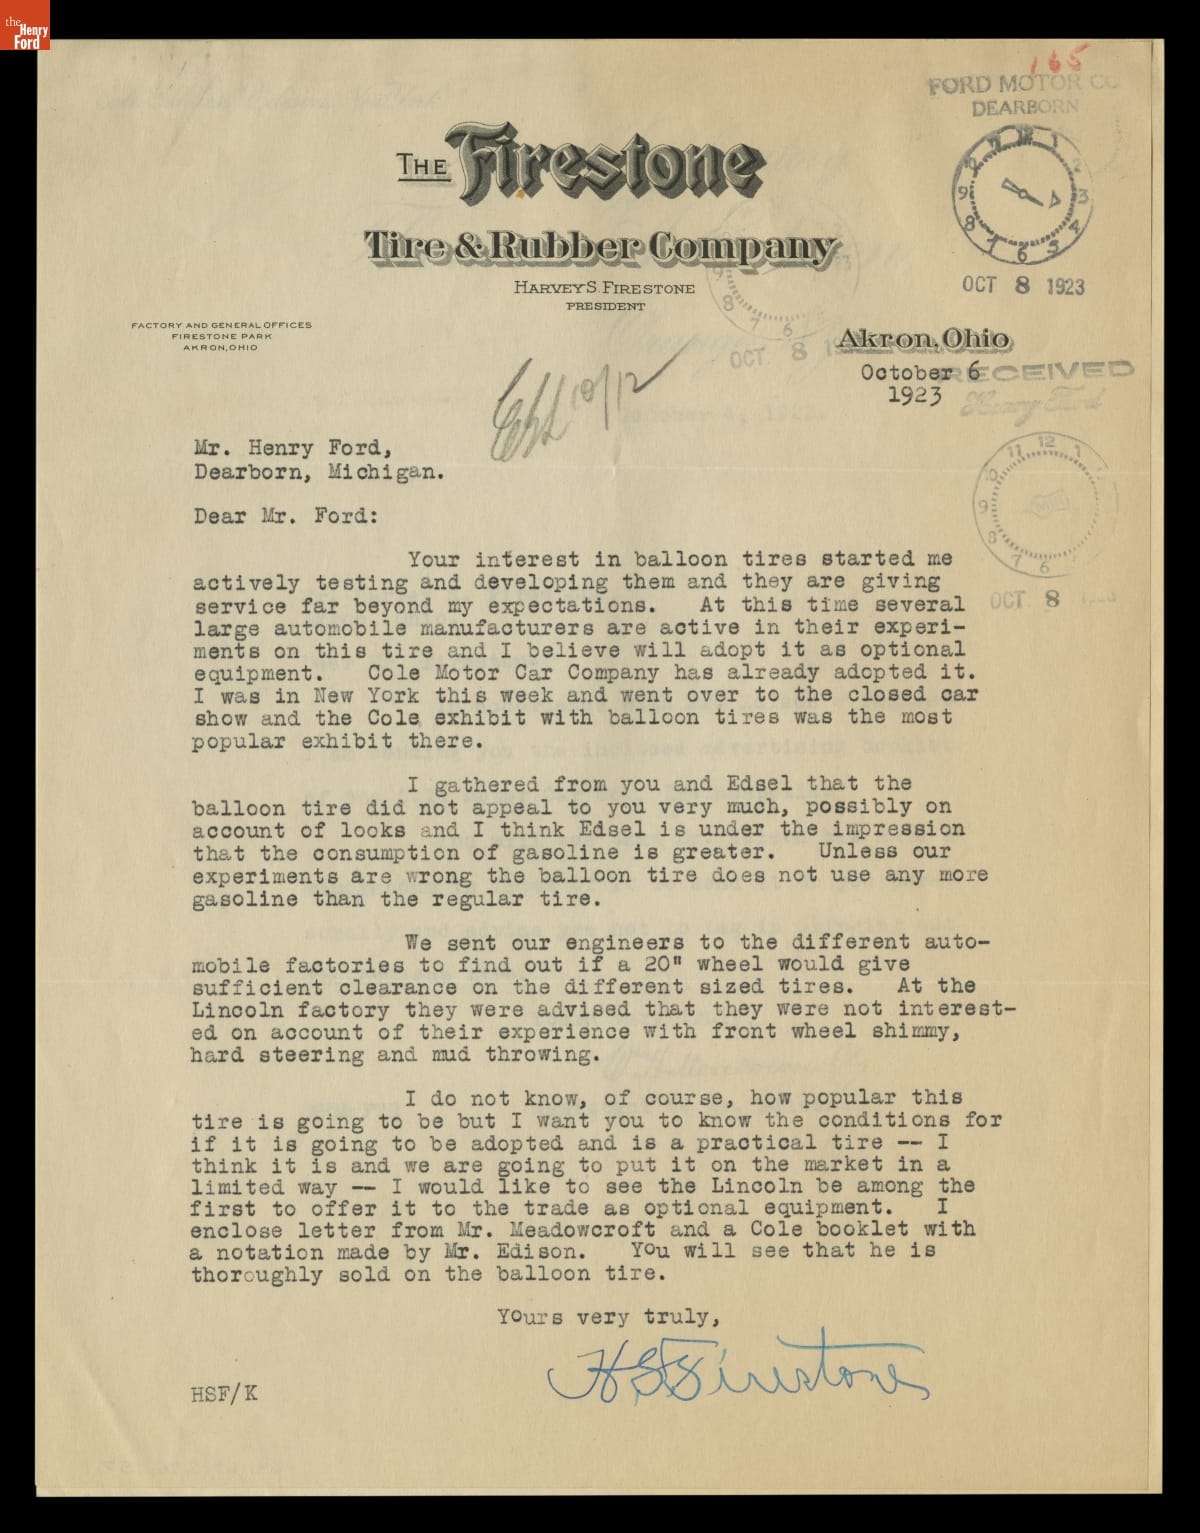 the
Henry
Ford
165
FORD MOTOR CO
DEARBORN
THE Firestone
Tire & Rubber Company
HARVEY S. FIRESTONE
PRESIDENT
OCT 8 1923
FACTORY AND GENERAL OFFICES
FIRESTONE PARK
AKRON, OHIO
OCT 8
Akron, Ohio
October 6
1923
RECEIVED
Henry Ford
10/12
Mr. Henry Ford,
Dearborn, Michigan.
Dear Mr. Ford:
OCT 8
Your interest in balloon tires started me
actively testing and developing them and they are giving
service far beyond my expectations. At this time several
large automobile manufacturers are active in their experi-
ments on this tire and I believe will adopt it as optional
equipment. Cole Motor Car Company has already adopted it.
I was in New York this week and went over to the closed car
show and the Cole exhibit with balloon tires was the most
popular exhibit there.
I gathered from you and Edsel that the
balloon tire did not appeal to you very much, possibly on
account of looks and I think Edsel is under the impression
that the consumption of gasoline is greater. Unless our
experiments are wrong the balloon tire does not use any more
gasoline than the regular tire.
We sent our engineers to the different auto-
mobile factories to find out if a 20" wheel would give
sufficient clearance on the different sized tires. At the
Lincoln factory they were advised that they were not interest-
ed on account of their experience with front wheel shimmy,
hard steering and mud throwing.
I do not know, of course, how popular this
tire is going to be but I want you to know the conditions for
if it is going to be adopted and is a practical tire -- I
think it is and we are going to put it on the market in a
limited way -- I would like to see the Lincoln be among the
first to offer it to the trade as optional equipment. I
enclose letter from Mr. Meadowcroft and a Cole booklet with
a notation made by Mr. Edison. You will see that he is
thoroughly sold on the balloon tire.
Yours very truly,
HSFirestone
HSF/K